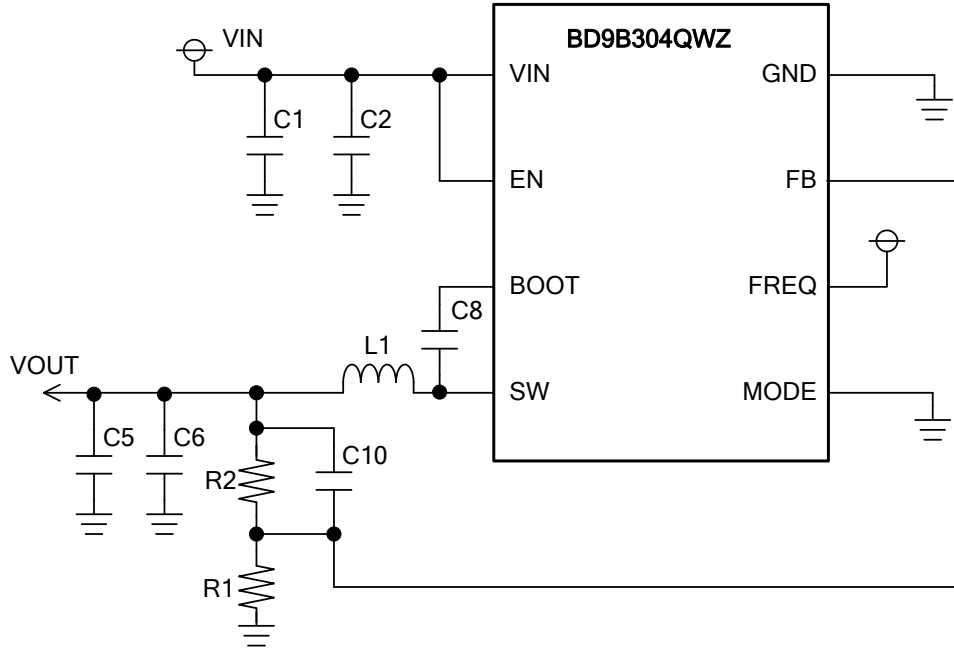 BD9B304QWZ
VIN
VIN
GND
C1
C2
EN
FB
BOOT
FREQ
C8
L1
VOUT
SW
MODE
C5
C6
C10
R2
R1